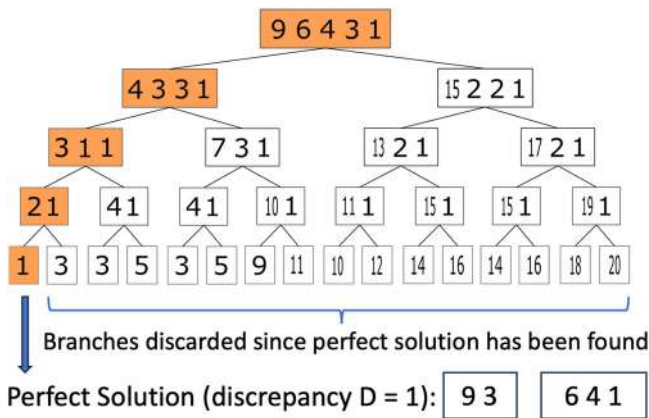 9 6 4 3 1
4 3 3 1 15 2 2 1
3 1 1 7 3 1 13 2 1 17 2 1
2 1 4 1 4 1 10 1 11 1 15 1 15 1 19 1
1 3 3 5 3 5 9 11 10 12 14 16 14 16 18 20
Branches discarded since perfect solution has been found
Perfect Solution (discrepancy D = 1): 9 3 6 4 1